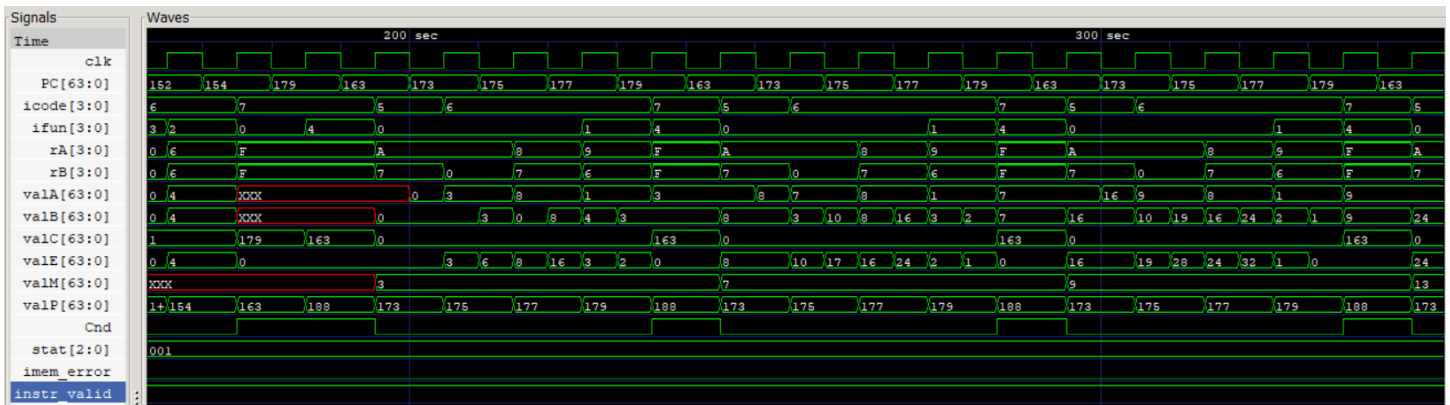 Signals Waves
Time 200 sec 300 sec
clk
PC[63:0] 152 154 179 163 173 175 177 179 163 173 175 177 179 163 173 175 177 179 163
icode[3:0] 6 7 5 6 7 5 6 7 5 6 7 5
ifun[3:0] 3 2 0 4 0 1 4 0 1 4 0 1 4 0
rA[3:0] 0 6 F A 8 9 F A 8 9 F A 8 9 F A
rB[3:0] 0 6 F 7 0 7 6 F 7 0 7 6 F 7 0 7 6 F 7
valA[63:0] 0 4 XXX 0 3 8 1 3 8 7 8 1 7 16 9 8 1 9
valB[63:0] 0 4 XXX 0 3 0 8 4 3 8 3 10 8 16 3 2 7 16 10 19 16 24 2 1 9 24
valC[63:0] 1 179 163 0 163 0 163 0 163 0
valE[63:0] 0 4 0 3 6 8 16 3 2 0 8 10 17 16 24 2 1 0 16 19 28 24 32 1 0 24
valM[63:0] XXX 3 7 9 13
valP[63:0] 1+ 154 163 188 173 175 177 179 188 173 175 177 179 188 173 175 177 179 188 173
Cnd
stat[2:0] 001
imem_error
instr_valid